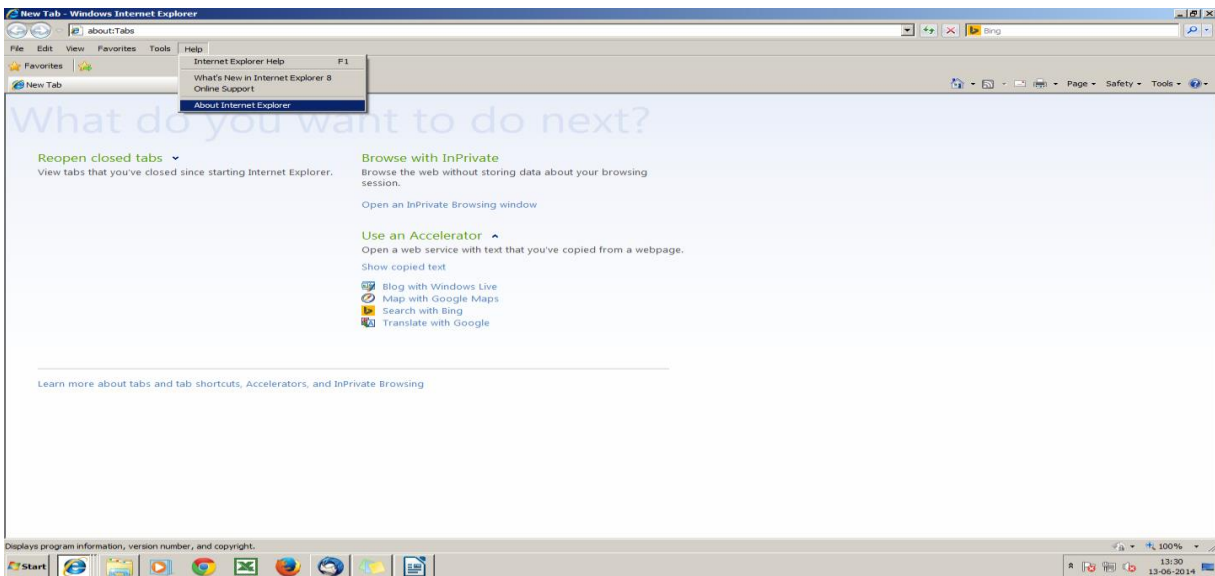 New Tab - Windows Internet Explorer
about:Tabs
Bing
File Edit View Favorites Tools Help
Favorites
New Tab
Page Safety Tools
Internet Explorer Help F1
What's New in Internet Explorer 8
Online Support
About Internet Explorer
What do you want to do next?
Reopen closed tabs
View tabs that you've closed since starting Internet Explorer.
Browse with InPrivate
Browse the web without storing data about your browsing
session.
Open an InPrivate Browsing window
Use an Accelerator
Open a web service with text that you've copied from a webpage.
Show copied text
Blog with Windows Live
Map with Google Maps
Search with Bing
Translate with Google
Learn more about tabs and tab shortcuts, Accelerators, and InPrivate Browsing
Displays program information, version number, and copyright.
100%
Start
13:30
13-06-2014